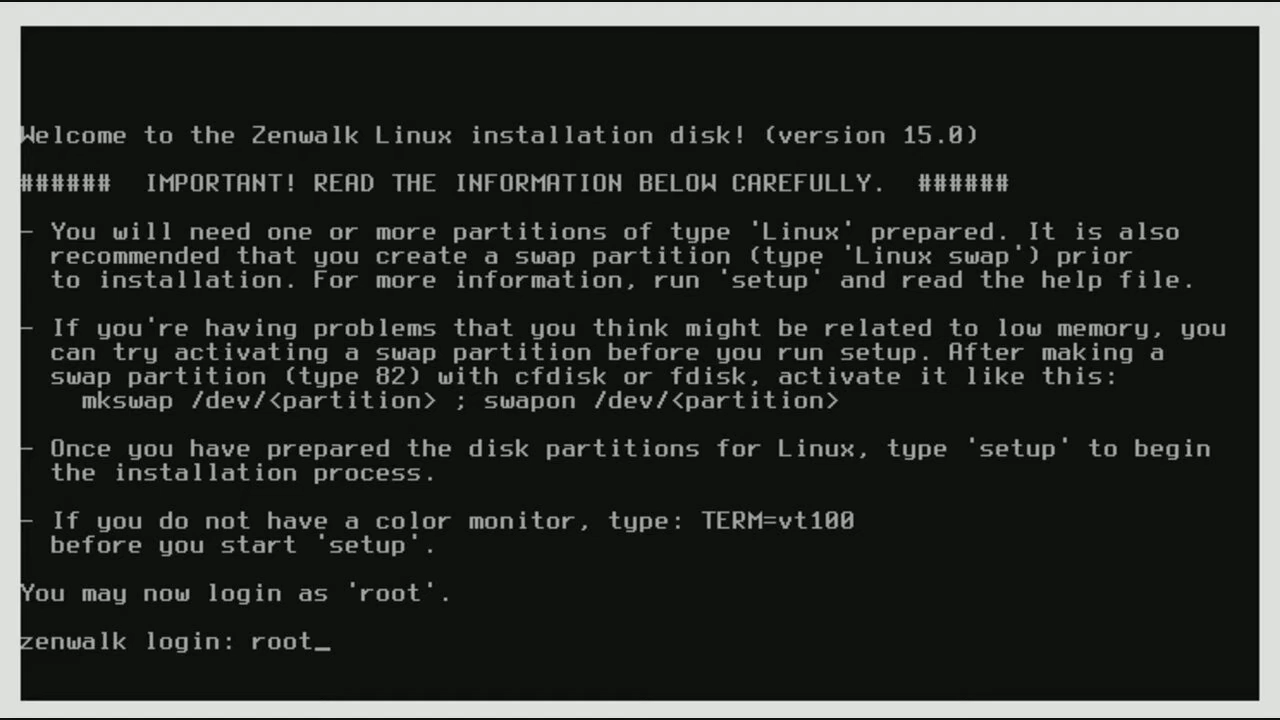 Welcome to the Zenwalk Linux installation disk! (version 15.0)
######  IMPORTANT! READ THE INFORMATION BELOW CAREFULLY.  ######
- You will need one or more partitions of type 'Linux' prepared. It is also
  recommended that you create a swap partition (type 'Linux swap') prior
  to installation. For more information, run 'setup' and read the help file.
- If you're having problems that you think might be related to low memory, you
  can try activating a swap partition before you run setup. After making a
  swap partition (type 82) with cfdisk or fdisk, activate it like this:
    mkswap /dev/<partition> ; swapon /dev/<partition>
- Once you have prepared the disk partitions for Linux, type 'setup' to begin
  the installation process.
- If you do not have a color monitor, type: TERM=vt100
  before you start 'setup'.
You may now login as 'root'.
zenwalk login: root_